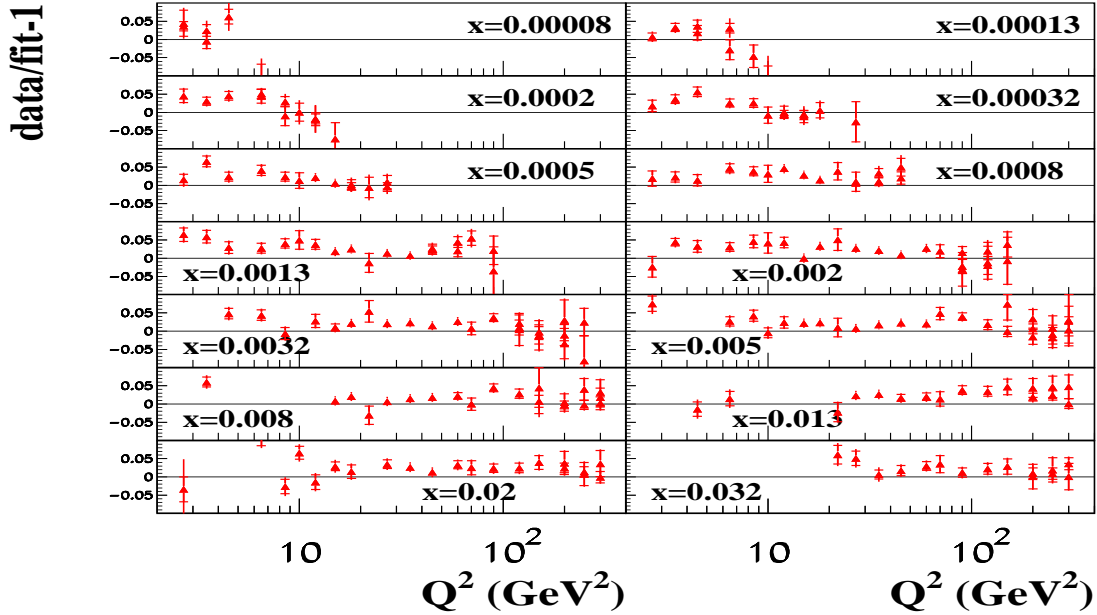 data/fit-1
0.05 0 −0.05 x=0.00008 x=0.00013
0.05 0 −0.05 x=0.0002 x=0.00032
0.05 0 −0.05 x=0.0005 x=0.0008
0.05 0 −0.05 x=0.0013 x=0.002
0.05 0 −0.05 x=0.0032 x=0.005
0.05 0 −0.05 x=0.008 x=0.013
0.05 0 −0.05 x=0.02 x=0.032
10 10² 10 10²
Q² (GeV²) Q² (GeV²)